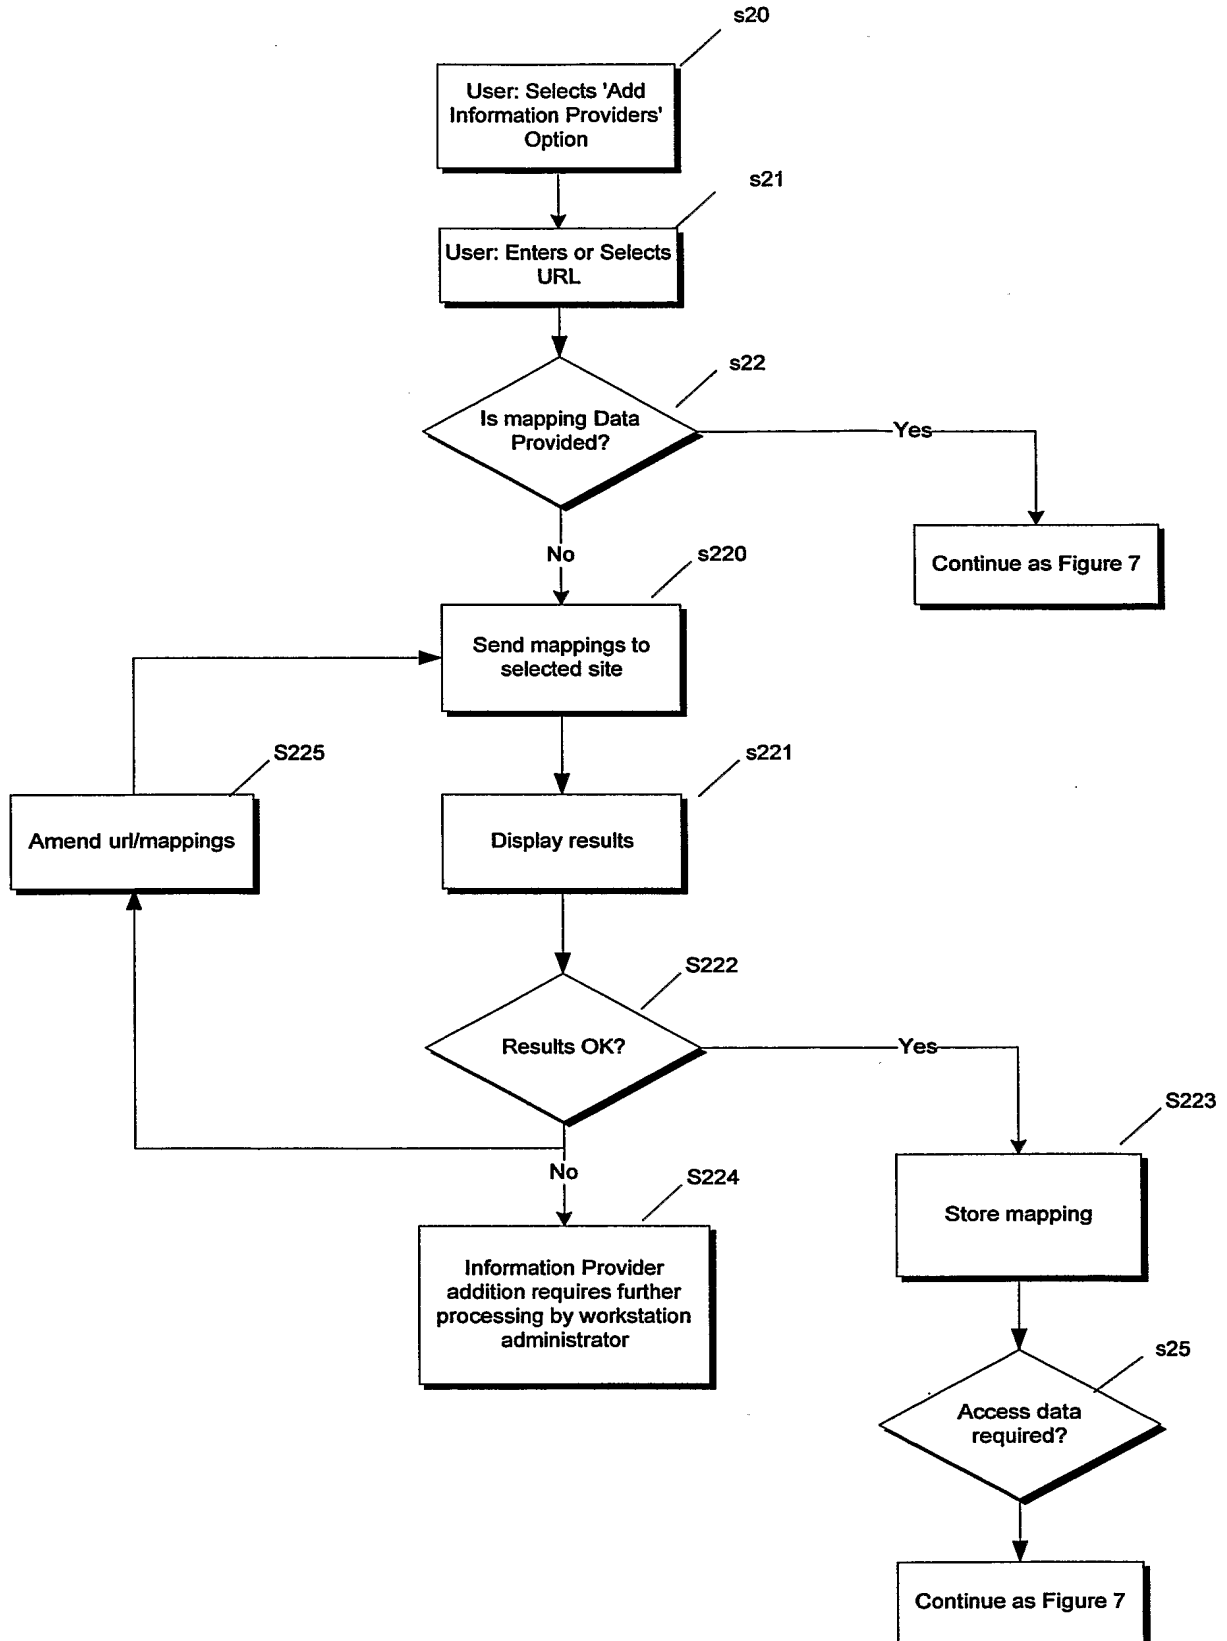 s20
User: Selects 'Add
Information Providers'
Option
s21
User: Enters or Selects
URL
s22
Is mapping Data
Provided?
Yes
Continue as Figure 7
No
s220
Send mappings to
selected site
S225
Amend url/mappings
s221
Display results
S222
Results OK?
Yes
S223
Store mapping
No
S224
Information Provider
addition requires further
processing by workstation
administrator
s25
Access data
required?
Continue as Figure 7